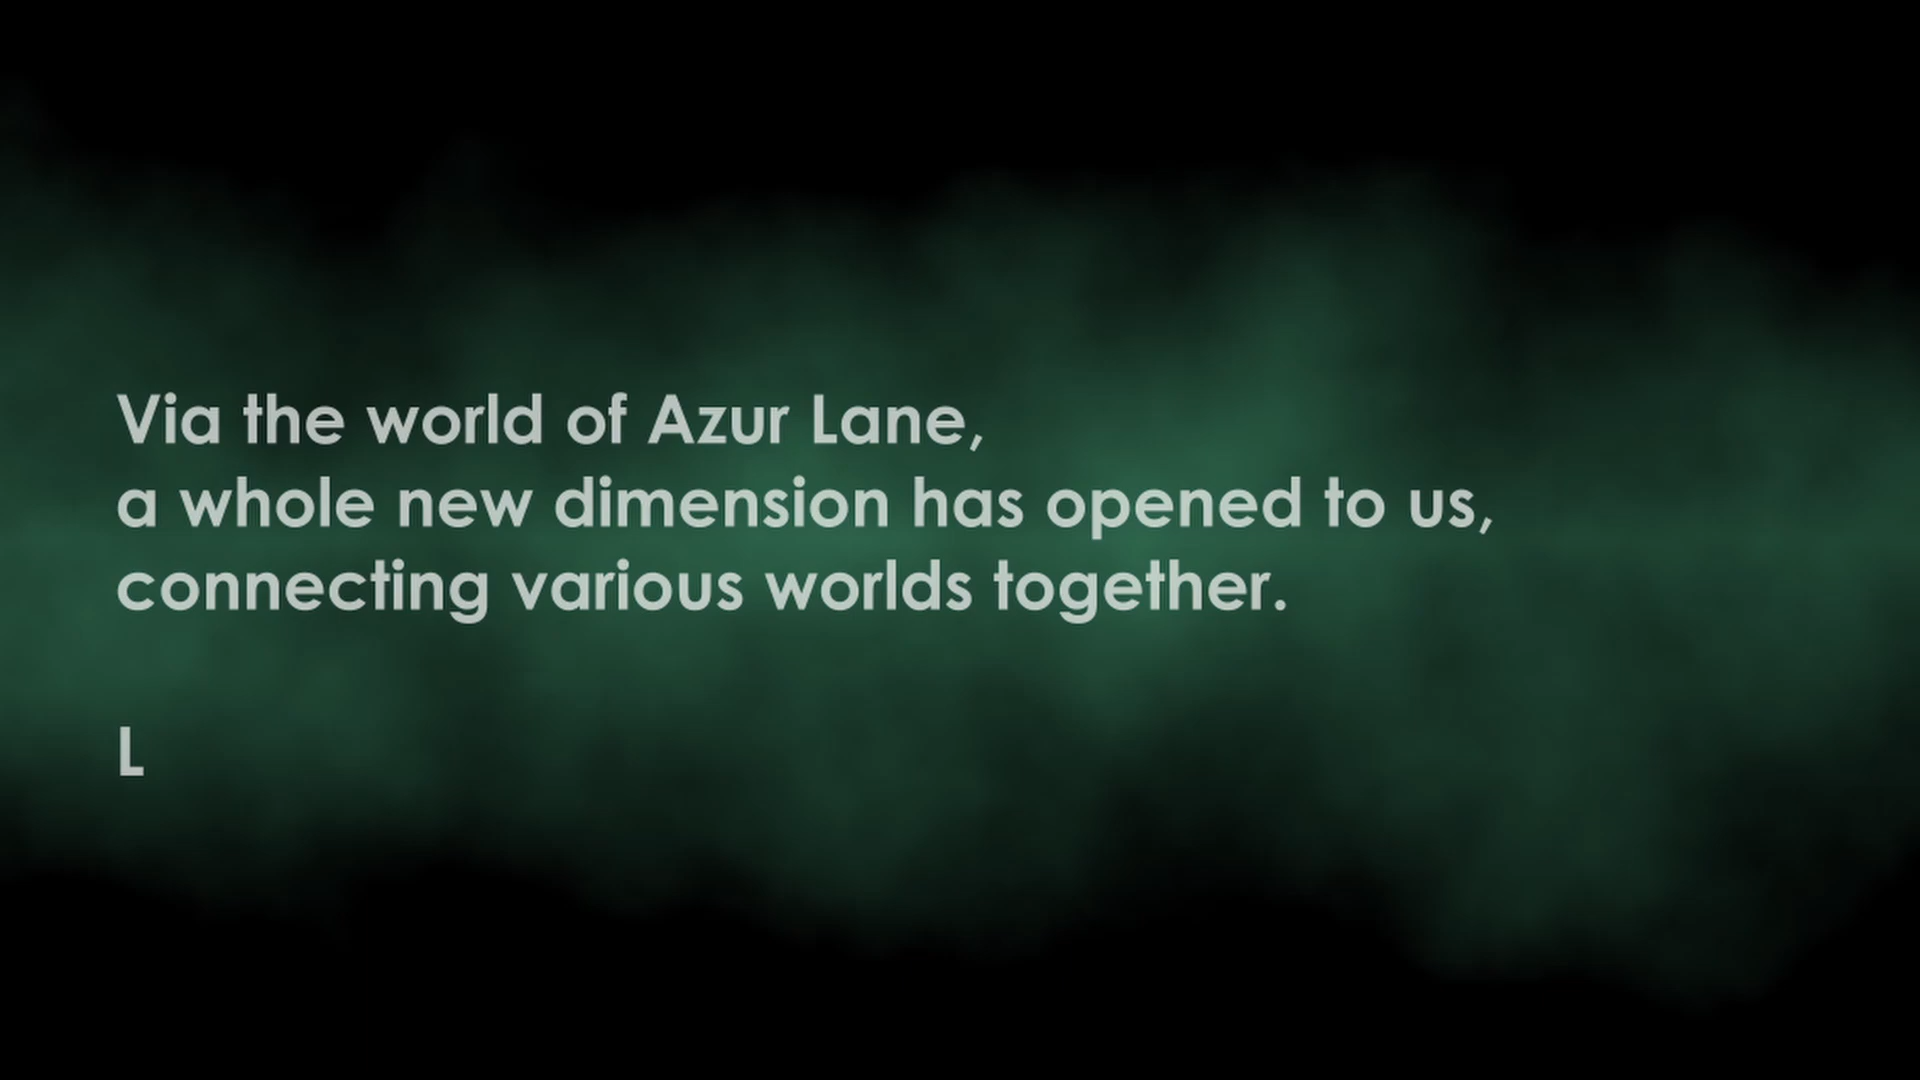 Via the world of Azur Lane,
a whole new dimension has opened to us,
connecting various worlds together.
L